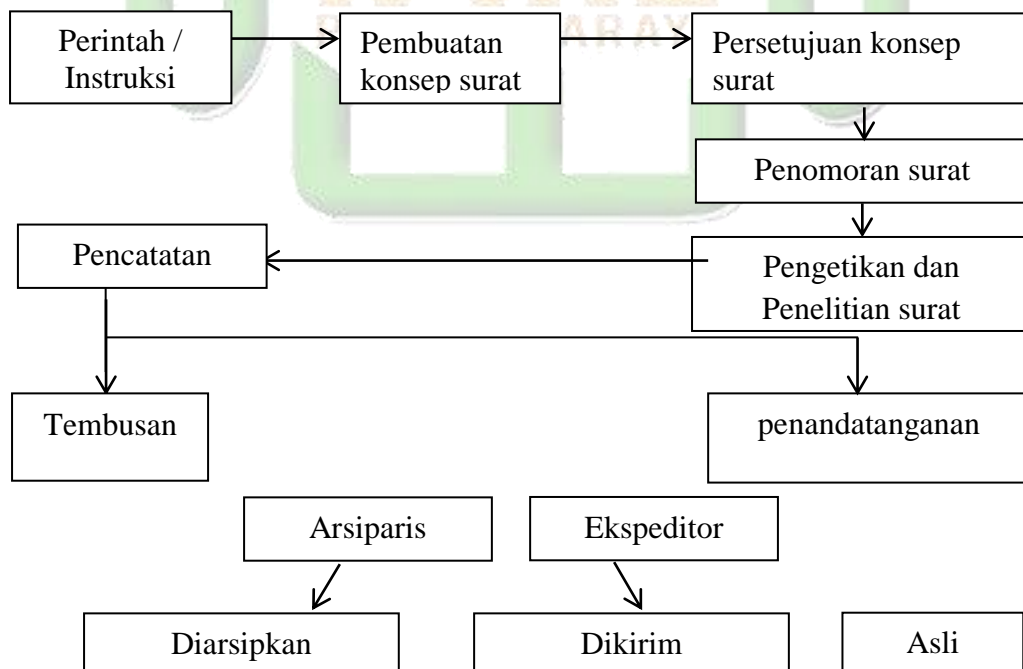 Perintah /
Instruksi
Pembuatan
konsep surat
Persetujuan konsep
surat
Penomoran surat
Pencatatan
Pengetikan dan
Penelitian surat
Tembusan
penandatanganan
Arsiparis
Ekspeditor
Diarsipkan
Dikirim
Asli